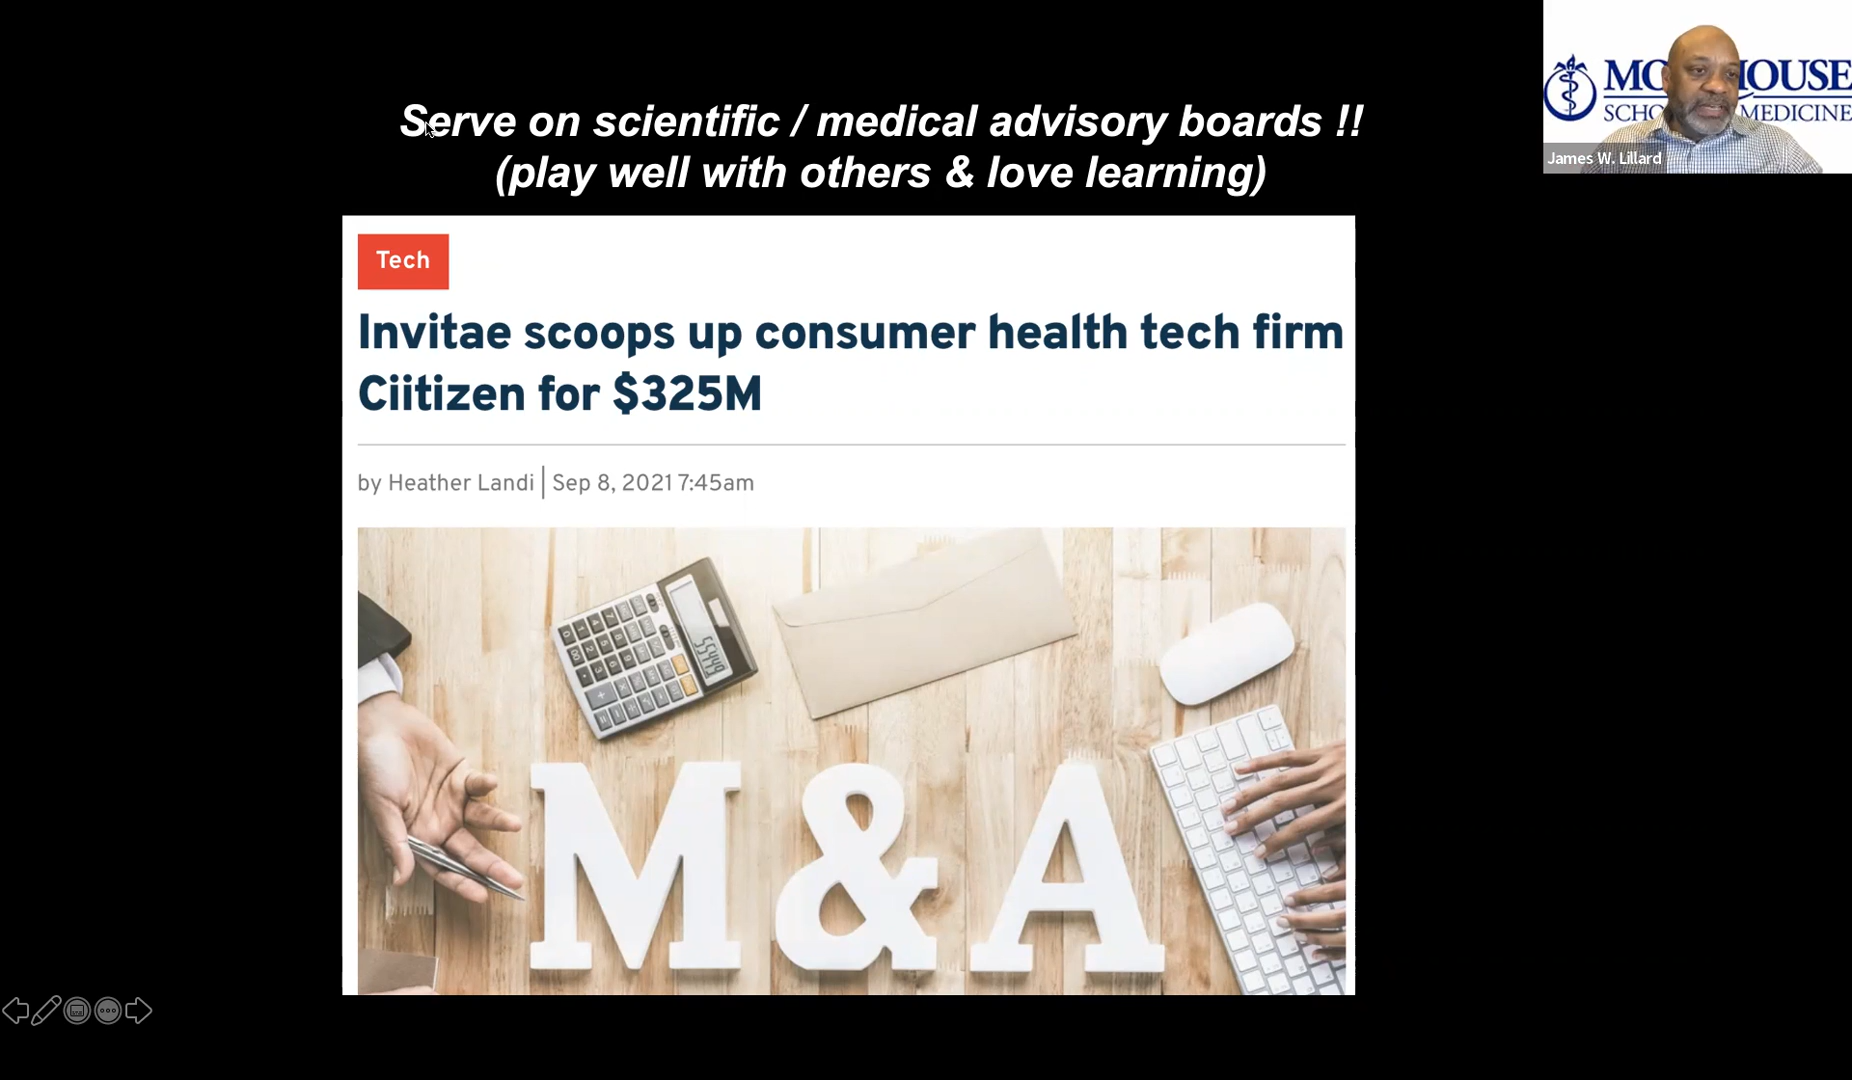 Serve on scientific / medical advisory boards !!
(play well with others & love learning)
Tech
Invitae scoops up consumer health tech firm
Ciitizen for $325M
by Heather Landi | Sep 8, 2021 7:45am
M&A
James W. Lillard